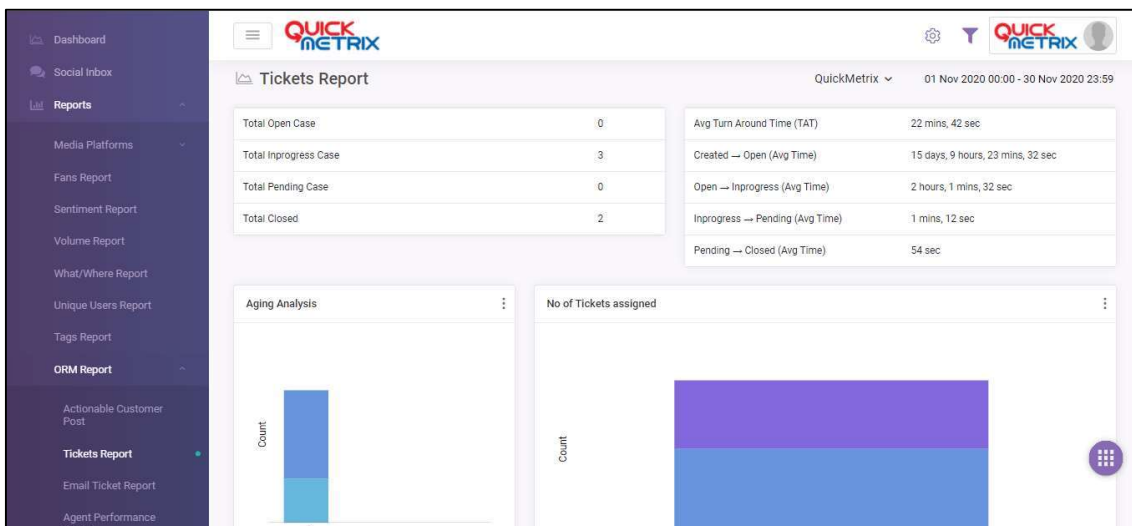 Dashboard
Social Inbox
Reports
Media Platforms
Fans Report
Sentiment Report
Volume Report
What/Where Report
Unique Users Report
Tags Report
ORM Report
Actionable Customer
Post
Tickets Report
Email Ticket Report
Agent Performance
QUICK
METRIX
QUICK
METRIX
Tickets Report
QuickMetrix
01 Nov 2020 00:00 - 30 Nov 2020 23:59
Total Open Case 0
Total Inprogress Case 3
Total Pending Case 0
Total Closed 2
Avg Turn Around Time (TAT) 22 mins, 42 sec
Created → Open (Avg Time) 15 days, 9 hours, 23 mins, 32 sec
Open → Inprogress (Avg Time) 2 hours, 1 mins, 32 sec
Inprogress → Pending (Avg Time) 1 mins, 12 sec
Pending → Closed (Avg Time) 54 sec
Aging Analysis
Count
No of Tickets assigned
Count